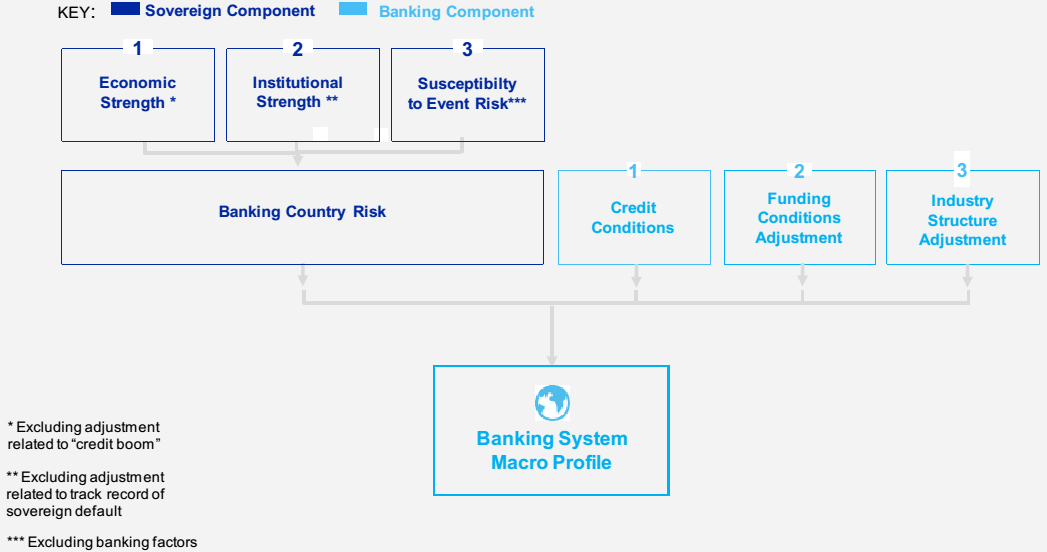 KEY: Sovereign Component Banking Component
1
Economic
Strength *
2
Institutional
Strength **
3
Susceptibilty
to Event Risk***
Banking Country Risk
1
Credit
Conditions
2
Funding
Conditions
Adjustment
3
Industry
Structure
Adjustment
Banking System
Macro Profile
* Excluding adjustment
related to “credit boom”
** Excluding adjustment
related to track record of
sovereign default
*** Excluding banking factors